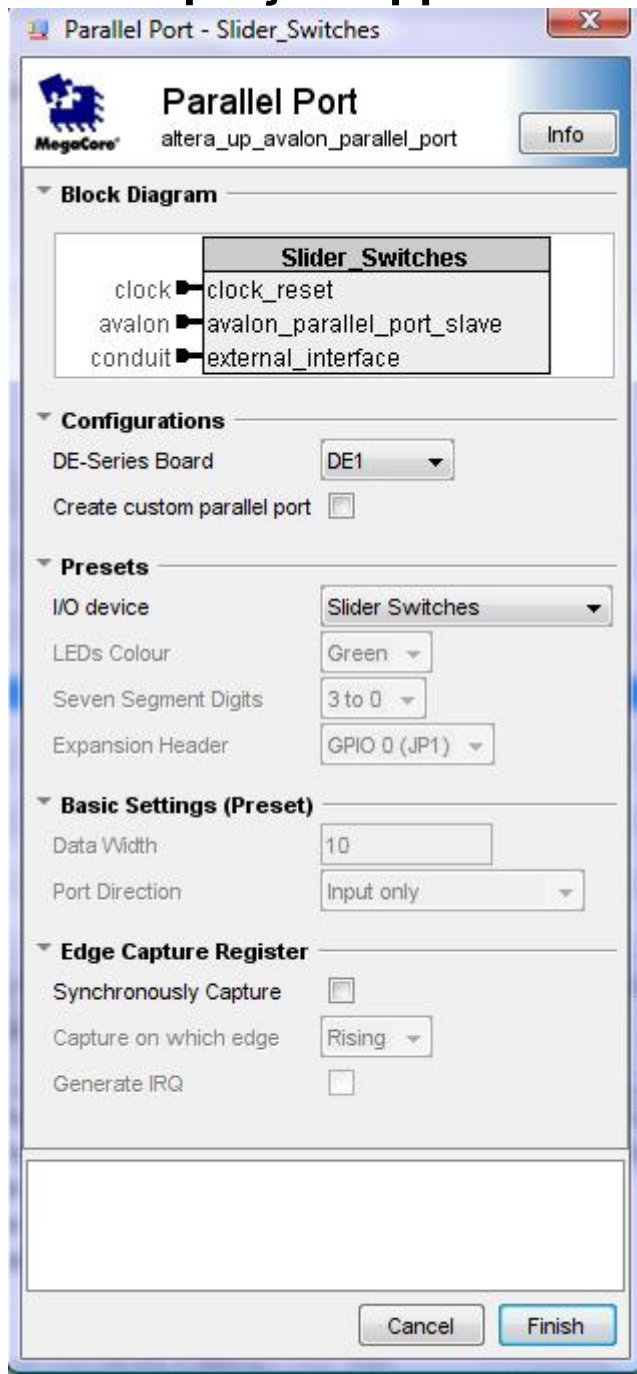 Parallel Port - Slider_Switches
Parallel Port
MegaCore®
altera_up_avalon_parallel_port
Info
Block Diagram
Slider_Switches
clock clock_reset
avalon avalon_parallel_port_slave
conduit external_interface
Configurations
DE-Series Board DE1
Create custom parallel port
Presets
I/O device Slider Switches
LEDs Colour Green
Seven Segment Digits 3 to 0
Expansion Header GPIO 0 (JP1)
Basic Settings (Preset)
Data Width 10
Port Direction Input only
Edge Capture Register
Synchronously Capture
Capture on which edge Rising
Generate IRQ
Cancel Finish